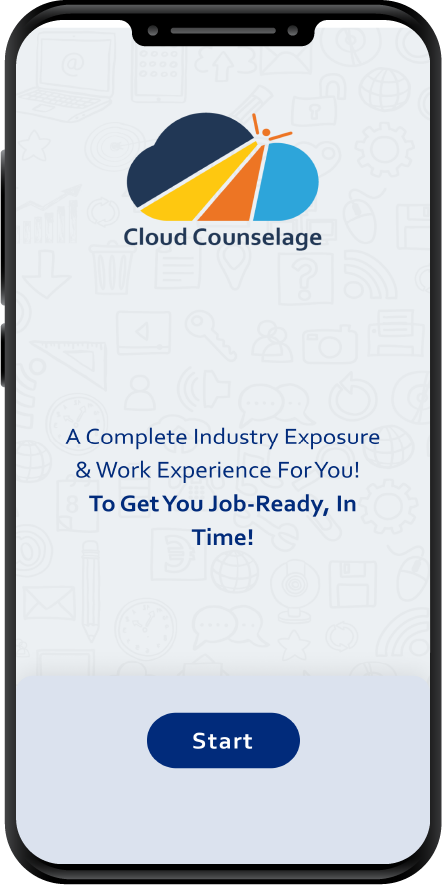 Cloud Counselage
A Complete Industry Exposure
& Work Experience For You!
To Get You Job-Ready, In
Time!
Start